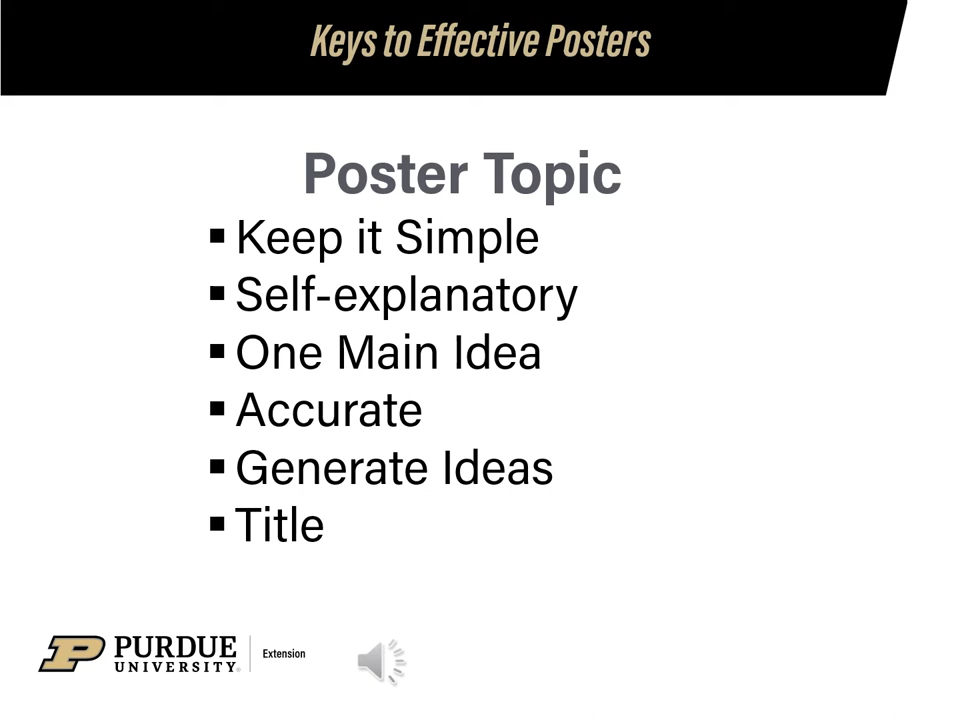 Keys to Effective Posters
Poster Topic
▪ Keep it Simple
▪ Self-explanatory
▪ One Main Idea
▪ Accurate
▪ Generate Ideas
▪ Title
P PURDUE UNIVERSITY® Extension